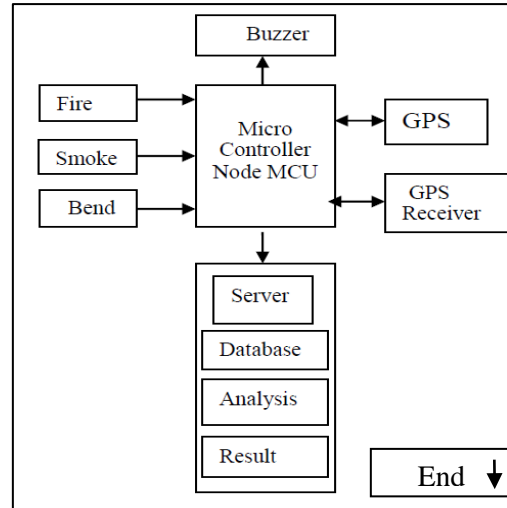 Buzzer
Fire
Smoke
Bend
Micro
Controller
Node MCU
GPS
GPS
Receiver
Server
Database
Analysis
Result
End